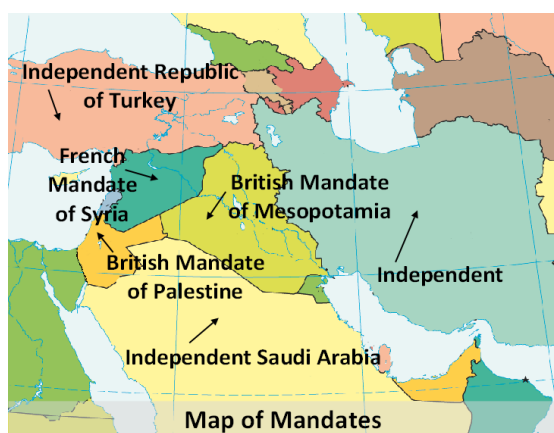 Independent Republic
of Turkey
French
Mandate
of Syria
British Mandate
of Mesopotamia
British Mandate
of Palestine
Independent
Independent Saudi Arabia
Map of Mandates